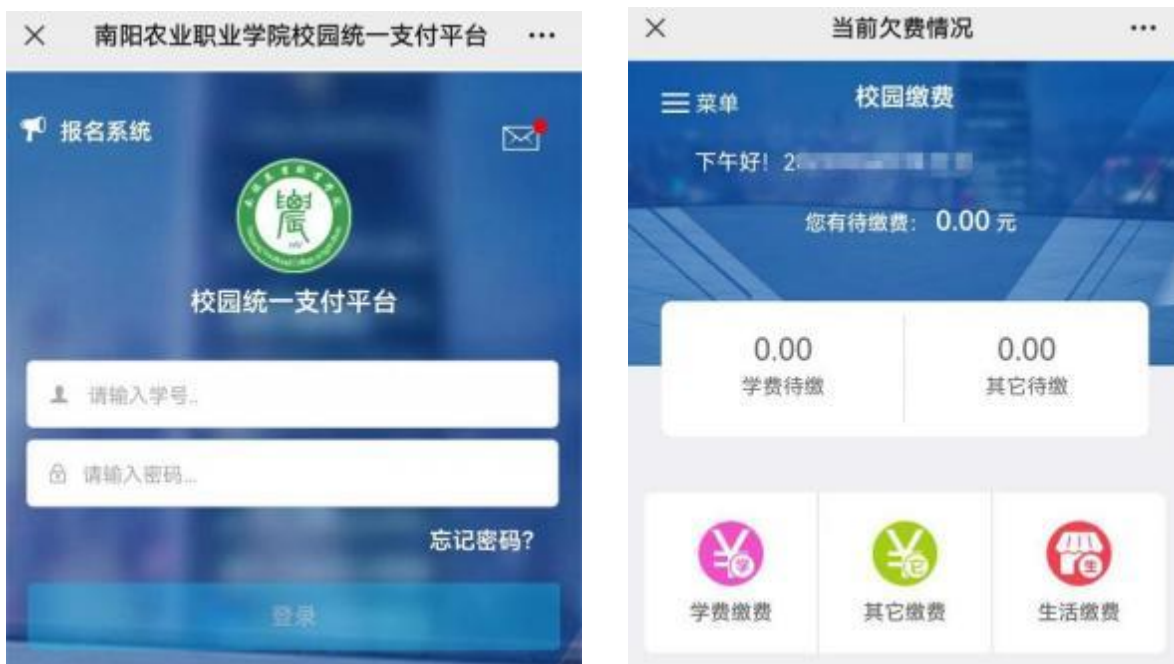 南阳农业职业学院校园统一支付平台
报名系统
校园统一支付平台
请输入学号..
请输入密码...
忘记密码?
登录
当前欠费情况
菜单
校园缴费
下午好! 2
您有待缴费: 0.00 元
0.00
学费待缴
0.00
其它待缴
学
它
生
学费缴费
其它缴费
生活缴费